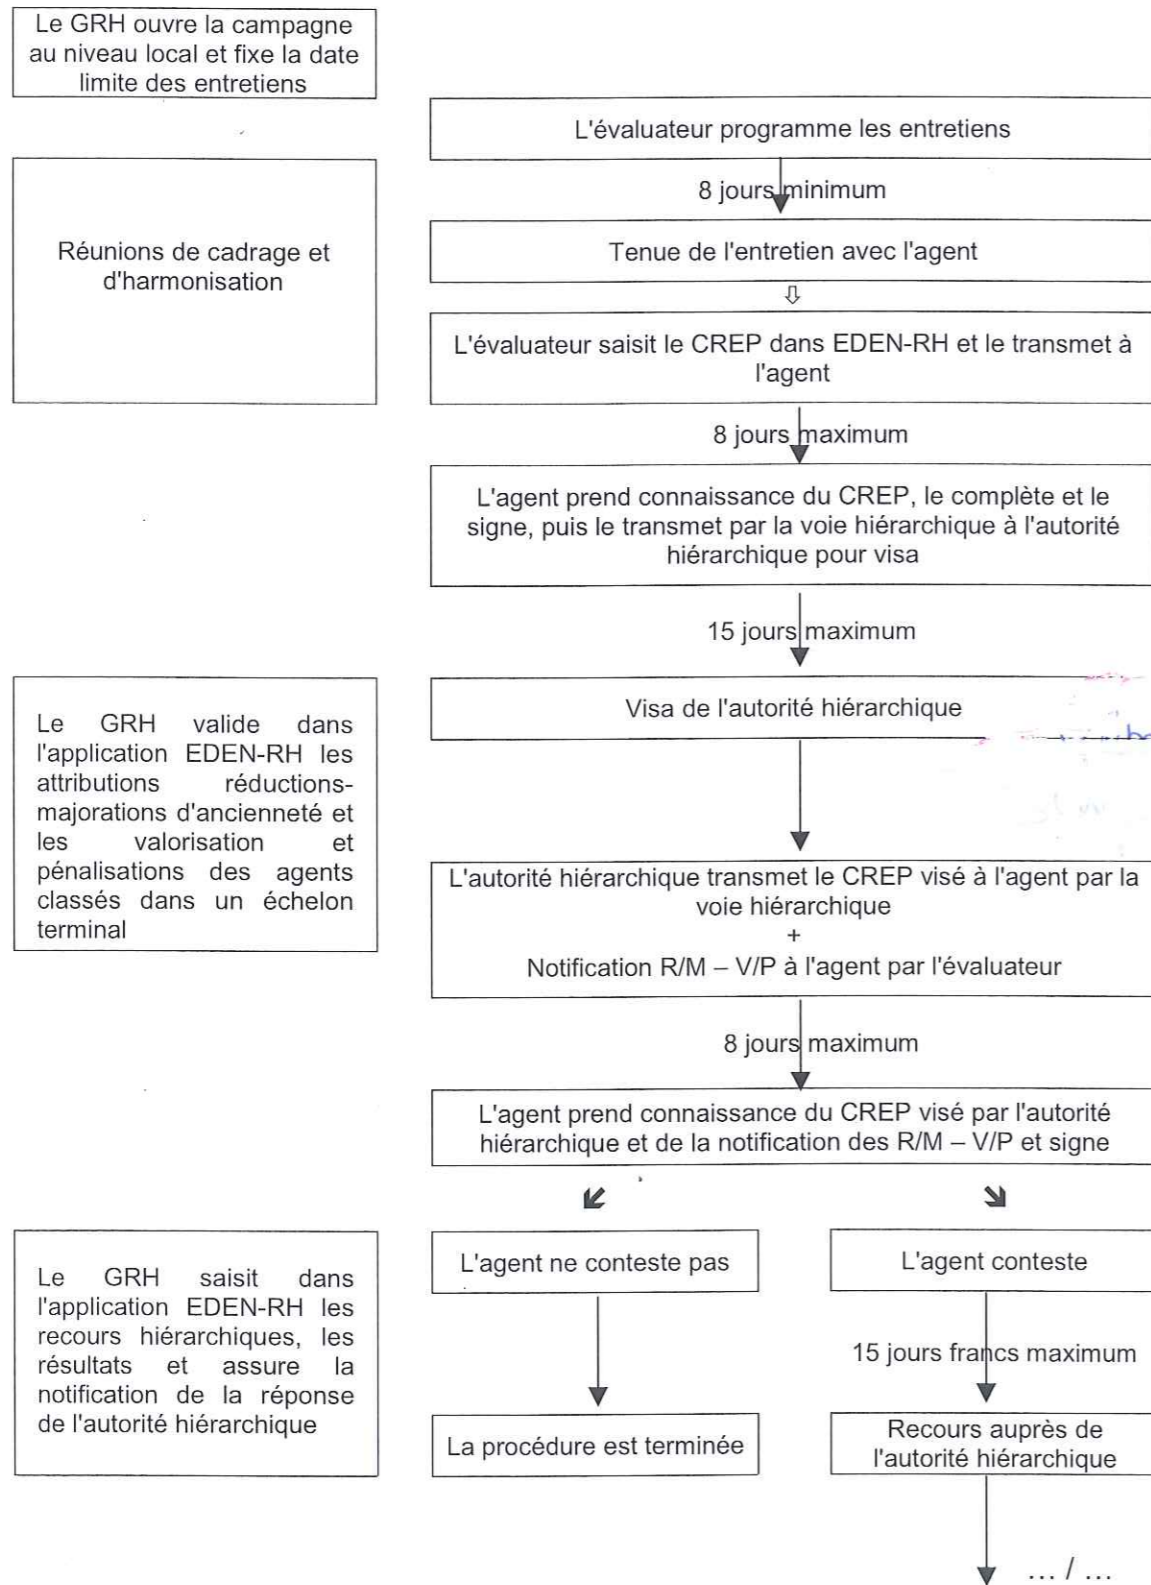 Le GRH ouvre la campagne
au niveau local et fixe la date
limite des entretiens
L'évaluateur programme les entretiens
8 jours minimum
Réunions de cadrage et
d'harmonisation
Tenue de l'entretien avec l'agent
L'évaluateur saisit le CREP dans EDEN-RH et le transmet à
l'agent
8 jours maximum
L'agent prend connaissance du CREP, le complète et le
signe, puis le transmet par la voie hiérarchique à l'autorité
hiérarchique pour visa
15 jours maximum
Visa de l'autorité hiérarchique
Le GRH valide dans
l'application EDEN-RH les
attributions réductions-
majorations d'ancienneté et
les valorisation et
pénalisations des agents
classés dans un échelon
terminal
L'autorité hiérarchique transmet le CREP visé à l'agent par la
voie hiérarchique
+
Notification R/M – V/P à l'agent par l'évaluateur
8 jours maximum
L'agent prend connaissance du CREP visé par l'autorité
hiérarchique et de la notification des R/M – V/P et signe
Le GRH saisit dans
l'application EDEN-RH les
recours hiérarchiques, les
résultats et assure la
notification de la réponse
de l'autorité hiérarchique
L'agent ne conteste pas
L'agent conteste
15 jours francs maximum
La procédure est terminée
Recours auprès de
l'autorité hiérarchique
... / ...